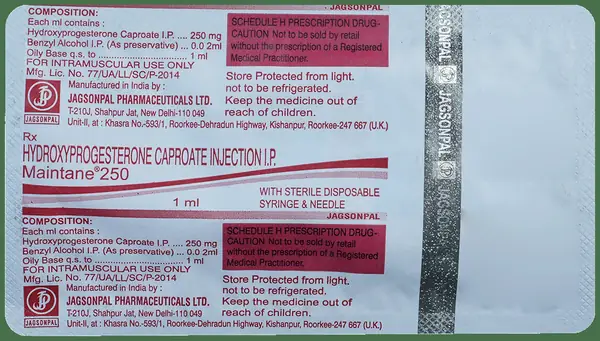 JAGSONPAL
COMPOSITION:
Each ml contains :
Hydroxyprogesterone Caproate I.P. .... 250 mg
Benzyl Alcohol I.P. (As preservative) ... 0.0 2ml
Oily Base q.s. to ........................... 1 ml
FOR INTRAMUSCULAR USE ONLY
Mfg. Lic. No. 77/UA/LL/SC/P-2014
SCHEDULE H PRESCRIPTION DRUG-
CAUTION Not to be sold by retail
without the prescription of a Registered
Medical Practitioner.
Manufactured in India by :
JAGSONPAL PHARMACEUTICALS LTD.
T-210J, Shahpur Jat, New Delhi-110 049
Unit-II, at : Khasra No.-593/1, Roorkee-Dehradun Highway, Kishanpur, Roorkee-247 667 (U.K.)
JAGSONPAL
Store Protected from light.
not to be refrigerated.
Keep the medicine out of
reach of children.
Rx
HYDROXYPROGESTERONE CAPROATE INJECTION I.P.
Maintane®250
1 ml
WITH STERILE DISPOSABLE
SYRINGE & NEEDLE
JAGSONPAL
COMPOSITION:
Each ml contains :
Hydroxyprogesterone Caproate I.P. .... 250 mg
Benzyl Alcohol I.P. (As preservative) ... 0.0 2ml
Oily Base q.s. to ........................... 1 ml
FOR INTRAMUSCULAR USE ONLY
Mfg. Lic. No. 77/UA/LL/SC/P-2014
SCHEDULE H PRESCRIPTION DRUG-
CAUTION Not to be sold by retail
without the prescription of a Registered
Medical Practitioner.
Manufactured in India by :
JAGSONPAL PHARMACEUTICALS LTD.
T-210J, Shahpur Jat, New Delhi-110 049
Unit-II, at : Khasra No.-593/1, Roorkee-Dehradun Highway, Kishanpur, Roorkee-247 667 (U.K.)
JAGSONPAL
Store Protected from light.
not to be refrigerated.
Keep the medicine out of
reach of children.
JAGSONPAL
JAGSONPAL